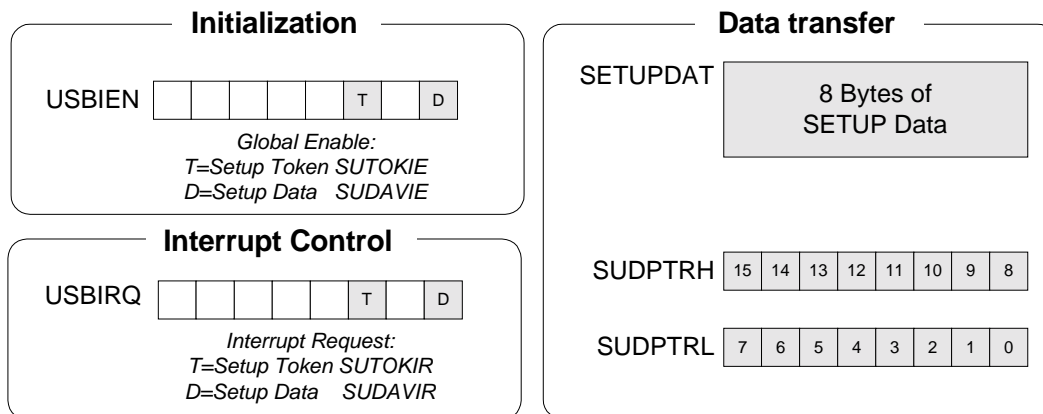 Initialization
USBIEN T D
Global Enable:
T=Setup Token SUTOKIE
D=Setup Data SUDAVIE
Interrupt Control
USBIRQ T D
Interrupt Request:
T=Setup Token SUTOKIR
D=Setup Data SUDAVIR
Data transfer
SETUPDAT
8 Bytes of
SETUP Data
SUDPTRH 15 14 13 12 11 10 9 8
SUDPTRL 7 6 5 4 3 2 1 0